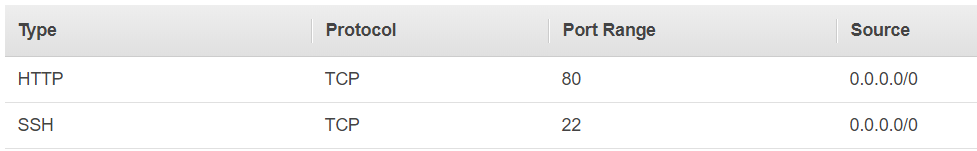 Type Protocol Port Range Source
HTTP TCP 80 0.0.0.0/0
SSH TCP 22 0.0.0.0/0